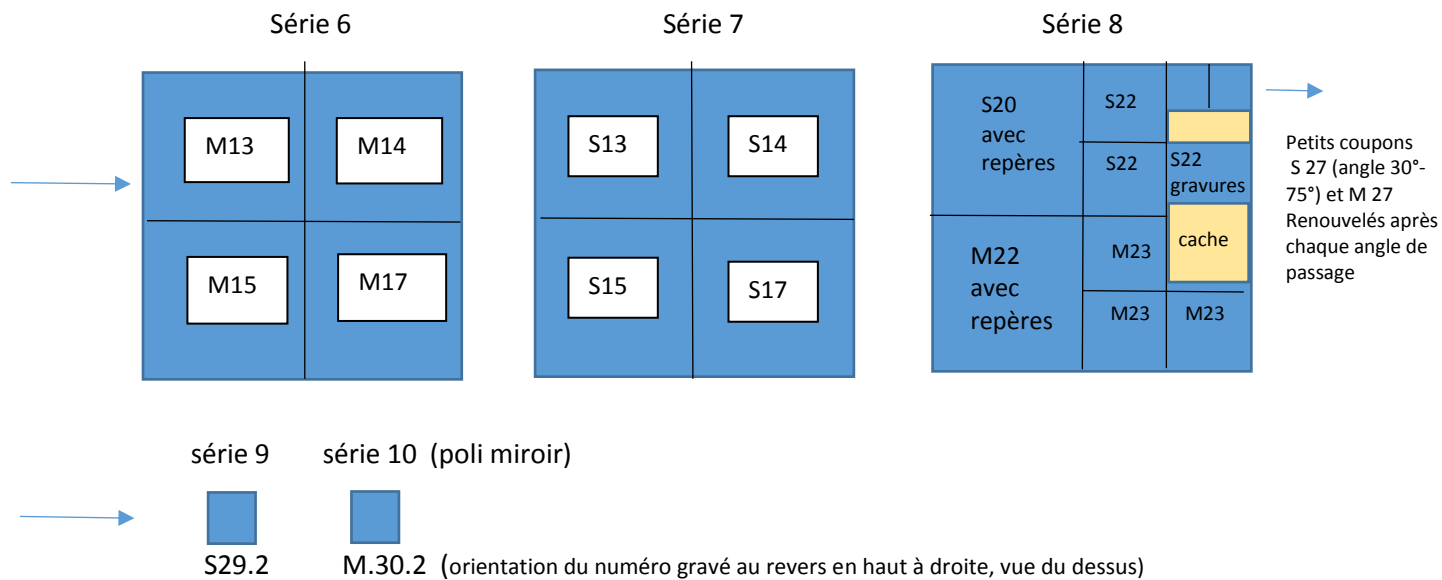 Série 6
Série 7
Série 8
M13
M14
M15
M17
S13
S14
S15
S17
S20
avec
repères
S22
S22
S22
gravures
M22
avec
repères
M23
cache
M23
M23
Petits coupons
S 27 (angle 30°-
75°) et M 27
Renouvelés après
chaque angle de
passage
série 9
série 10 (poli miroir)
S29.2
M.30.2 (orientation du numéro gravé au revers en haut à droite, vue du dessus)